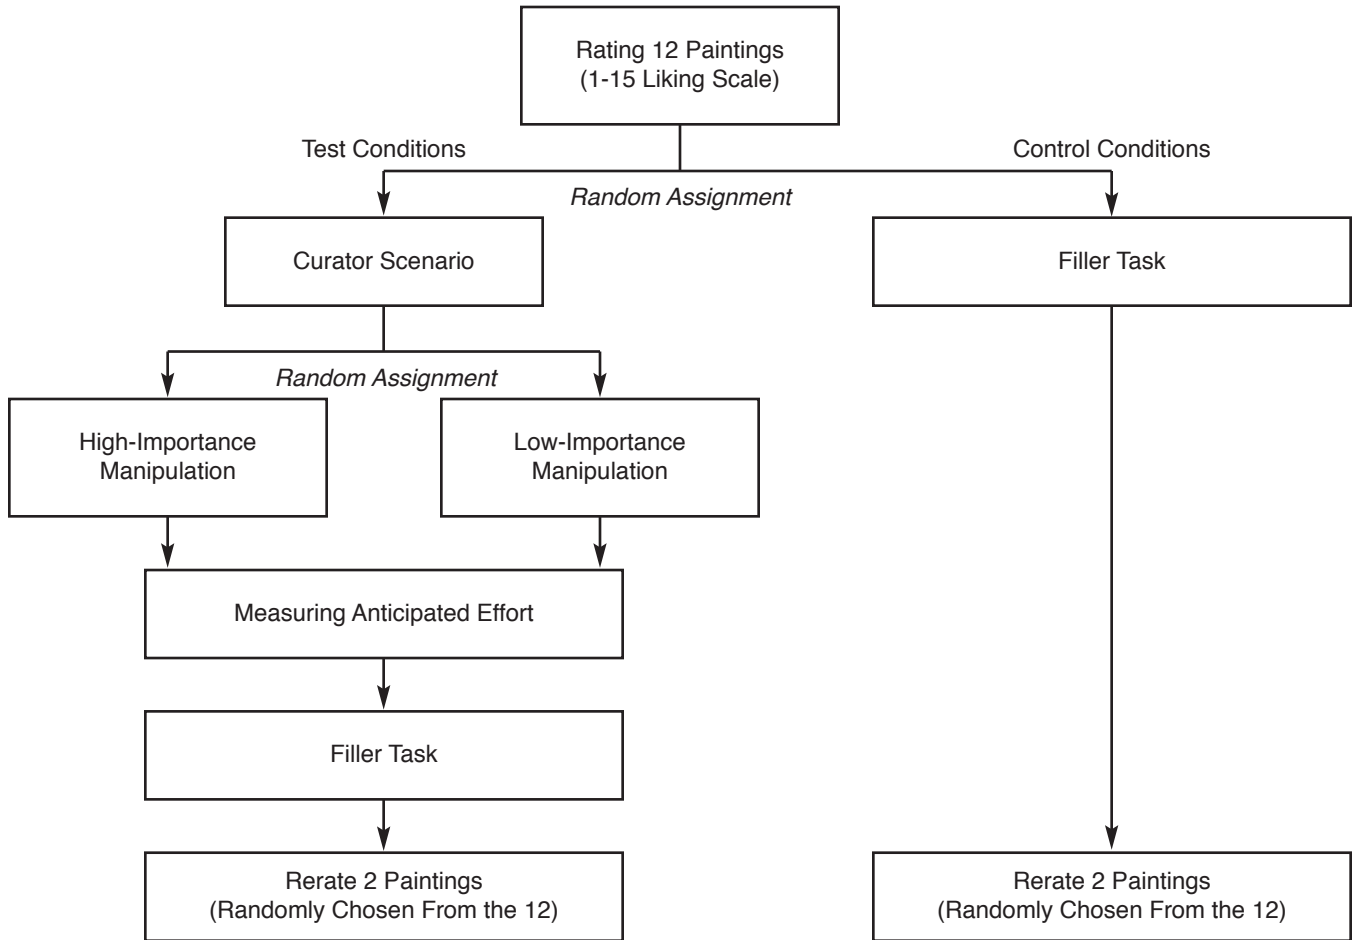 Rating 12 Paintings
(1-15 Liking Scale)
Test Conditions
Control Conditions
Random Assignment
Curator Scenario
Filler Task
Random Assignment
High-Importance
Manipulation
Low-Importance
Manipulation
Measuring Anticipated Effort
Filler Task
Rerate 2 Paintings
(Randomly Chosen From the 12)
Rerate 2 Paintings
(Randomly Chosen From the 12)